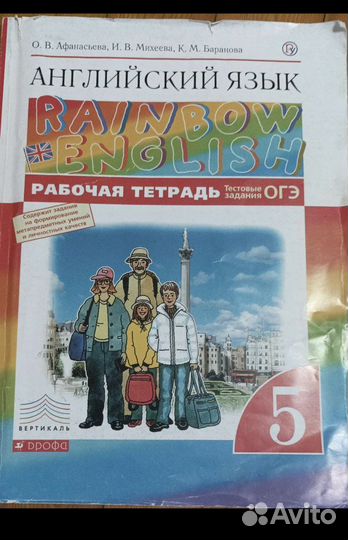 О. В. Афанасьева, И. В. Михеева, К. М. Баранова
АНГЛИЙСКИЙ ЯЗЫК
RAINBOW
ENGLISH
РАБОЧАЯ ТЕТРАДЬ Тестовые задания ОГЭ
Содержит задания
на формирование
метапредметных умений
и личностных качеств
5
ВЕРТИКАЛЬ
ДРОФА
Avito